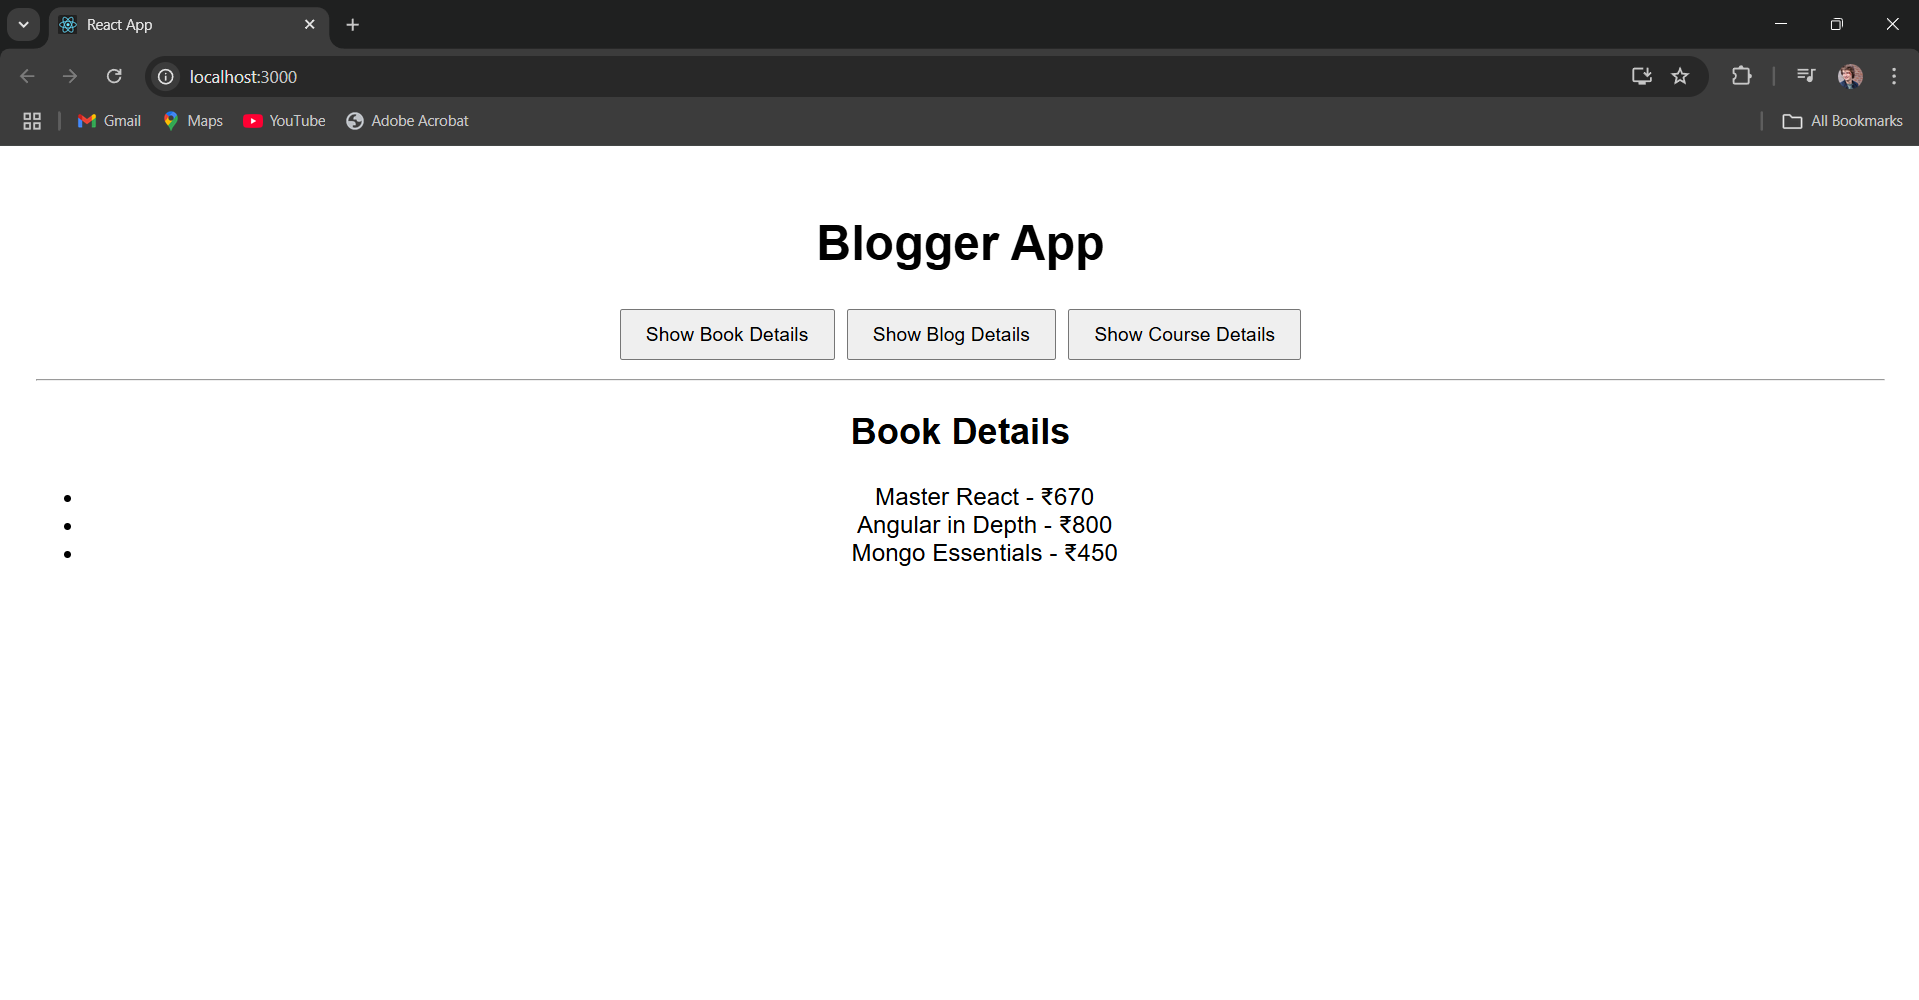 React App
localhost:3000
Gmail Maps YouTube Adobe Acrobat All Bookmarks
Blogger App
Show Book Details Show Blog Details Show Course Details
Book Details
• Master React - ₹670
• Angular in Depth - ₹800
• Mongo Essentials - ₹450